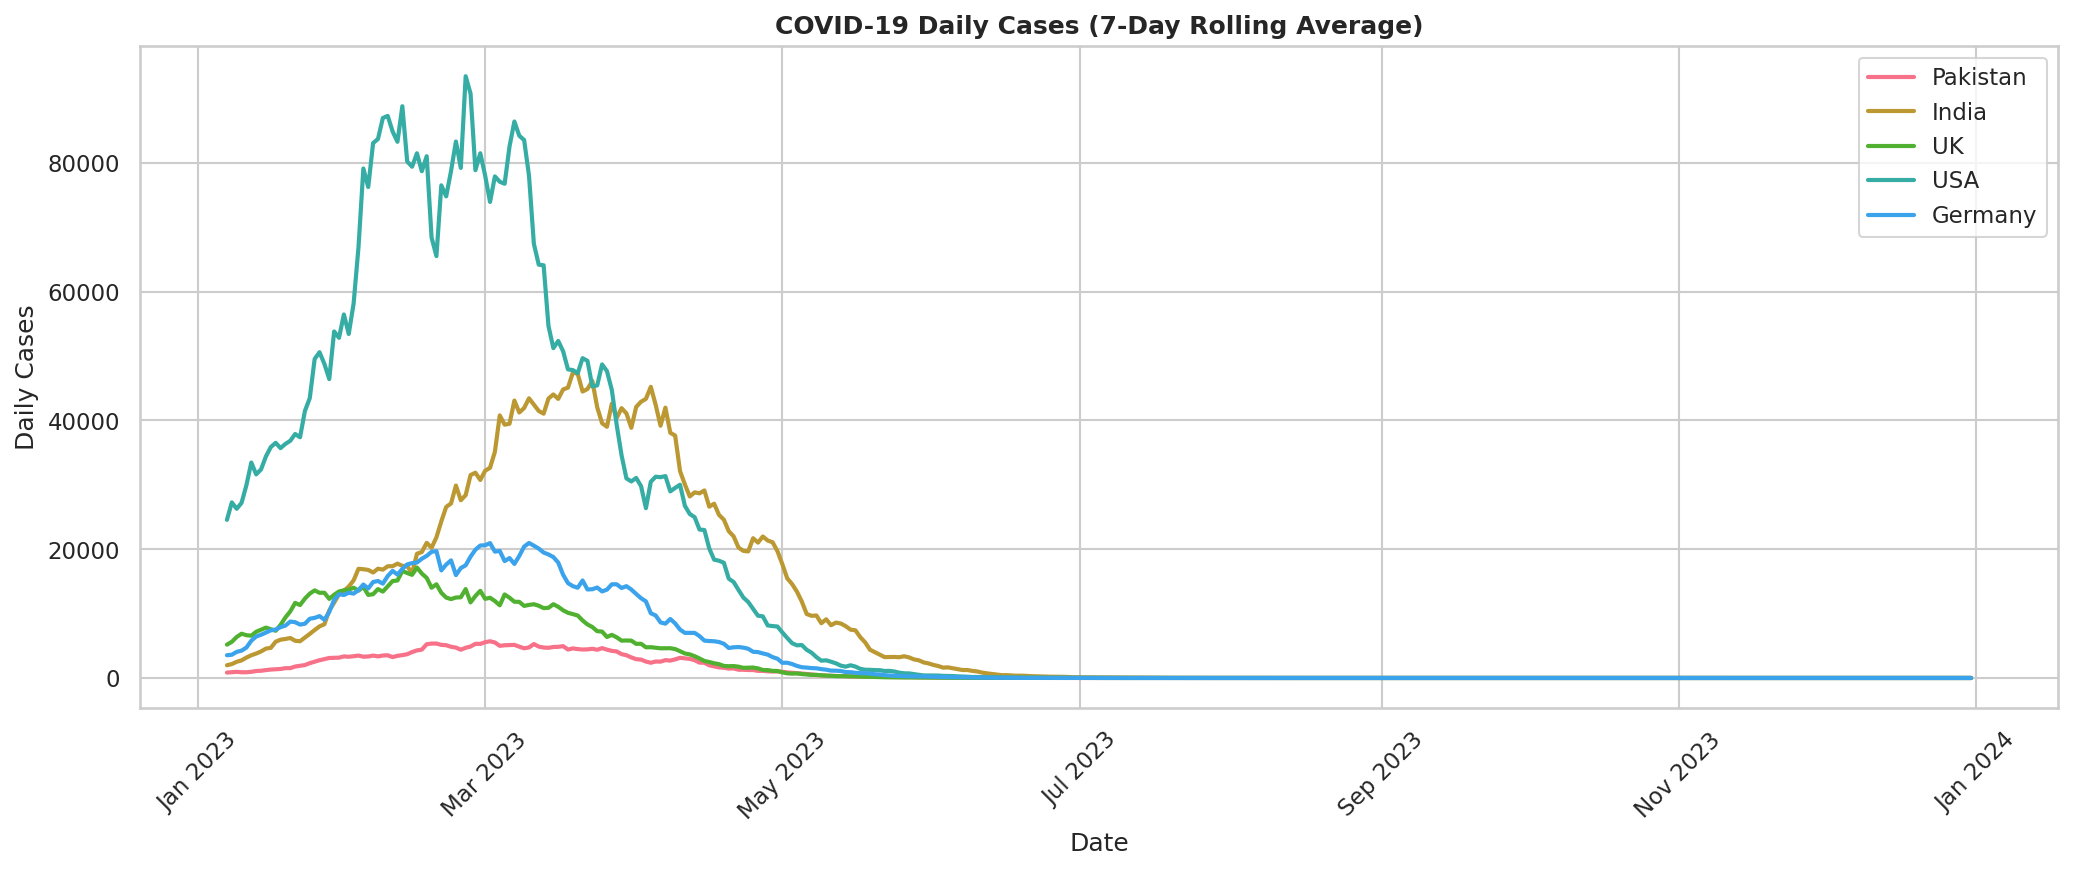 COVID-19 Daily Cases (7-Day Rolling Average)
Pakistan
India
UK
USA
Germany
Daily Cases
80000
60000
40000
20000
0
Jan 2023
Mar 2023
May 2023
Jul 2023
Sep 2023
Nov 2023
Jan 2024
Date